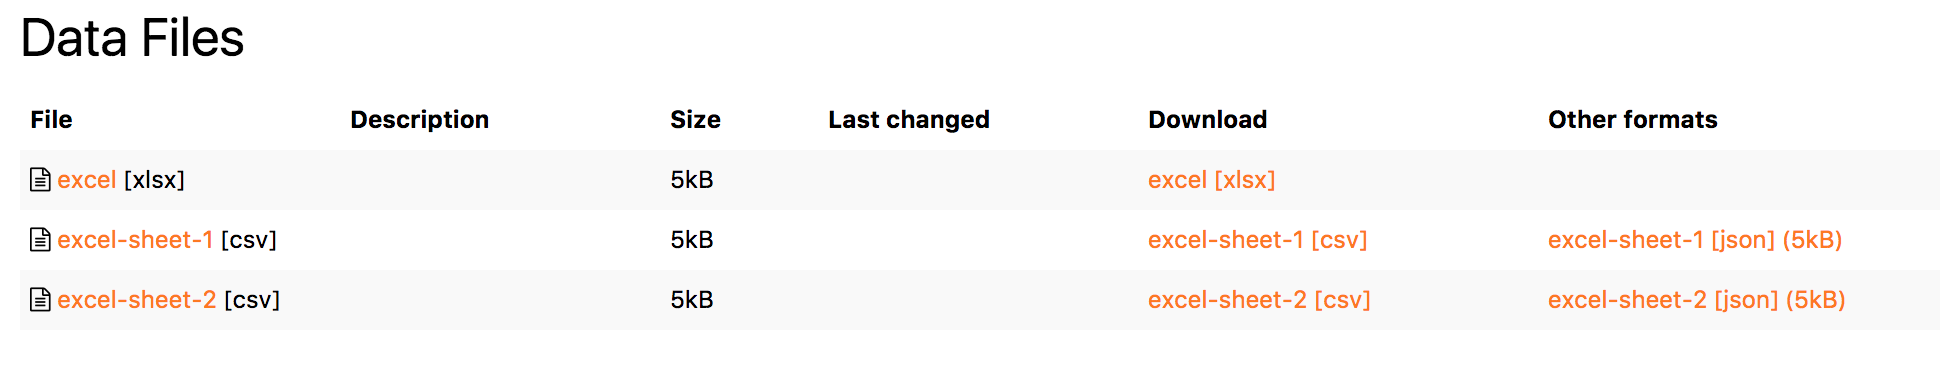 Data Files
File Description Size Last changed Download Other formats
excel [xlsx] 5kB excel [xlsx]
excel-sheet-1 [csv] 5kB excel-sheet-1 [csv] excel-sheet-1 [json] (5kB)
excel-sheet-2 [csv] 5kB excel-sheet-2 [csv] excel-sheet-2 [json] (5kB)